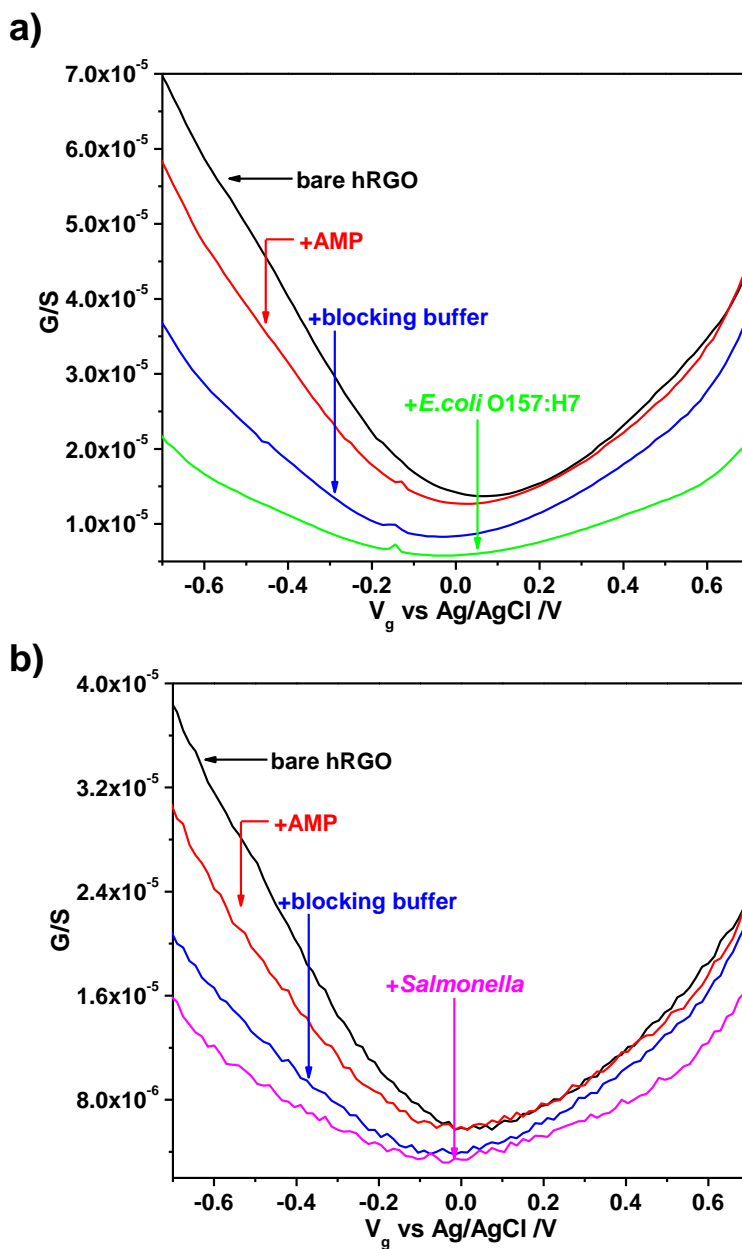 a)
7.0x10⁻⁵
6.0x10⁻⁵
5.0x10⁻⁵
4.0x10⁻⁵
3.0x10⁻⁵
2.0x10⁻⁵
1.0x10⁻⁵
G/S
bare hRGO
+AMP
+blocking buffer
+E.coli O157:H7
-0.6 -0.4 -0.2 0.0 0.2 0.4 0.6
V_g vs Ag/AgCl /V
b)
4.0x10⁻⁵
3.2x10⁻⁵
2.4x10⁻⁵
1.6x10⁻⁵
8.0x10⁻⁶
G/S
bare hRGO
+AMP
+blocking buffer
+Salmonella
-0.6 -0.4 -0.2 0.0 0.2 0.4 0.6
V_g vs Ag/AgCl /V